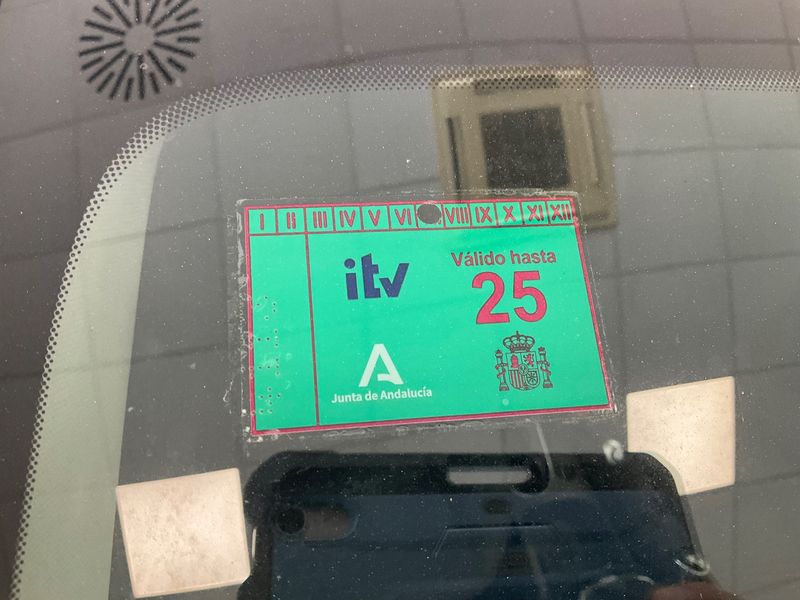 I II III IV V VI VIII IX X XI XII
itv
Válido hasta
25
Junta de Andalucía